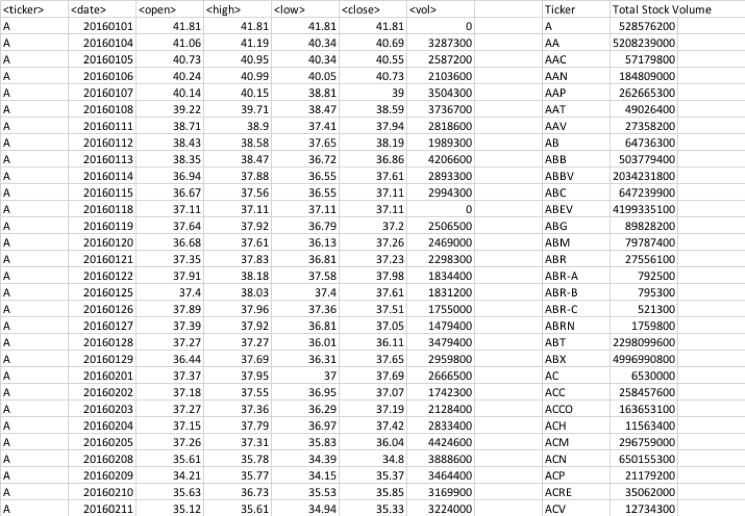 <ticker> <date> <open> <high> <low> <close> <vol> Ticker Total Stock Volume
A 20160101 41.81 41.81 41.81 41.81 0 A 528576200
A 20160104 41.06 41.19 40.34 40.69 3287300 AA 5208239000
A 20160105 40.73 40.95 40.34 40.55 2587200 AAC 57179800
A 20160106 40.24 40.99 40.05 40.73 2103600 AAN 184809000
A 20160107 40.14 40.15 38.81 39 3504300 AAP 262665300
A 20160108 39.22 39.71 38.47 38.59 3736700 AAT 49026400
A 20160111 38.71 38.9 37.41 37.94 2818600 AAV 27358200
A 20160112 38.43 38.58 37.65 38.19 1989300 AB 64736300
A 20160113 38.35 38.47 36.72 36.86 4206600 ABB 503779400
A 20160114 36.94 37.88 36.55 37.61 2893300 ABBV 2034231800
A 20160115 36.67 37.56 36.55 37.11 2994300 ABC 647239900
A 20160118 37.11 37.11 37.11 37.11 0 ABEV 4199335100
A 20160119 37.64 37.92 36.79 37.2 2506500 ABG 89828200
A 20160120 36.68 37.61 36.13 37.26 2469000 ABM 79787400
A 20160121 37.35 37.83 36.81 37.23 2298300 ABR 27556100
A 20160122 37.91 38.18 37.58 37.98 1834400 ABR-A 792500
A 20160125 37.4 38.03 37.4 37.61 1831200 ABR-B 795300
A 20160126 37.89 37.96 37.36 37.51 1755000 ABR-C 521300
A 20160127 37.39 37.92 36.81 37.05 1479400 ABRN 1759800
A 20160128 37.27 37.27 36.01 36.11 3479400 ABT 2298099600
A 20160129 36.44 37.69 36.31 37.65 2959800 ABX 4996990800
A 20160201 37.37 37.95 37 37.69 2666500 AC 6530000
A 20160202 37.18 37.55 36.95 37.07 1742300 ACC 258457600
A 20160203 37.27 37.36 36.29 37.19 2128400 ACCO 163653100
A 20160204 37.15 37.79 36.97 37.42 2833400 ACH 11563400
A 20160205 37.26 37.31 35.83 36.04 4424600 ACM 296759000
A 20160208 35.61 35.78 34.39 34.8 3888600 ACN 650155300
A 20160209 34.21 35.77 34.15 35.37 3464400 ACP 21179200
A 20160210 35.63 36.73 35.53 35.85 3169900 ACRE 35062000
A 20160211 35.12 35.61 34.94 35.33 3224000 ACV 12734300